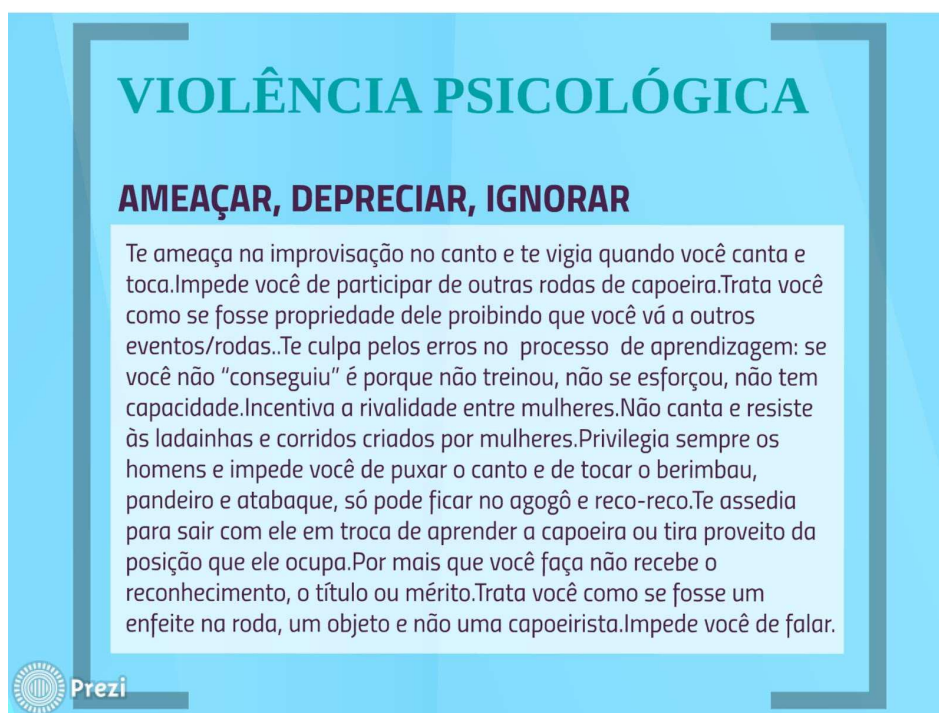 VIOLÊNCIA PSICOLÓGICA
AMEAÇAR, DEPRECIAR, IGNORAR
Te ameaça na improvisação no canto e te vigia quando você canta e
toca.Impede você de participar de outras rodas de capoeira.Trata você
como se fosse propriedade dele proibindo que você vá a outros
eventos/rodas..Te culpa pelos erros no processo de aprendizagem: se
você não “conseguiu” é porque não treinou, não se esforçou, não tem
capacidade.Incentiva a rivalidade entre mulheres.Não canta e resiste
às ladainhas e corridos criados por mulheres.Privilegia sempre os
homens e impede você de puxar o canto e de tocar o berimbau,
pandeiro e atabaque, só pode ficar no agogô e reco-reco.Te assedia
para sair com ele em troca de aprender a capoeira ou tira proveito da
posição que ele ocupa.Por mais que você faça não recebe o
reconhecimento, o título ou mérito.Trata você como se fosse um
enfeite na roda, um objeto e não uma capoeirista.Impede você de falar.
Prezi